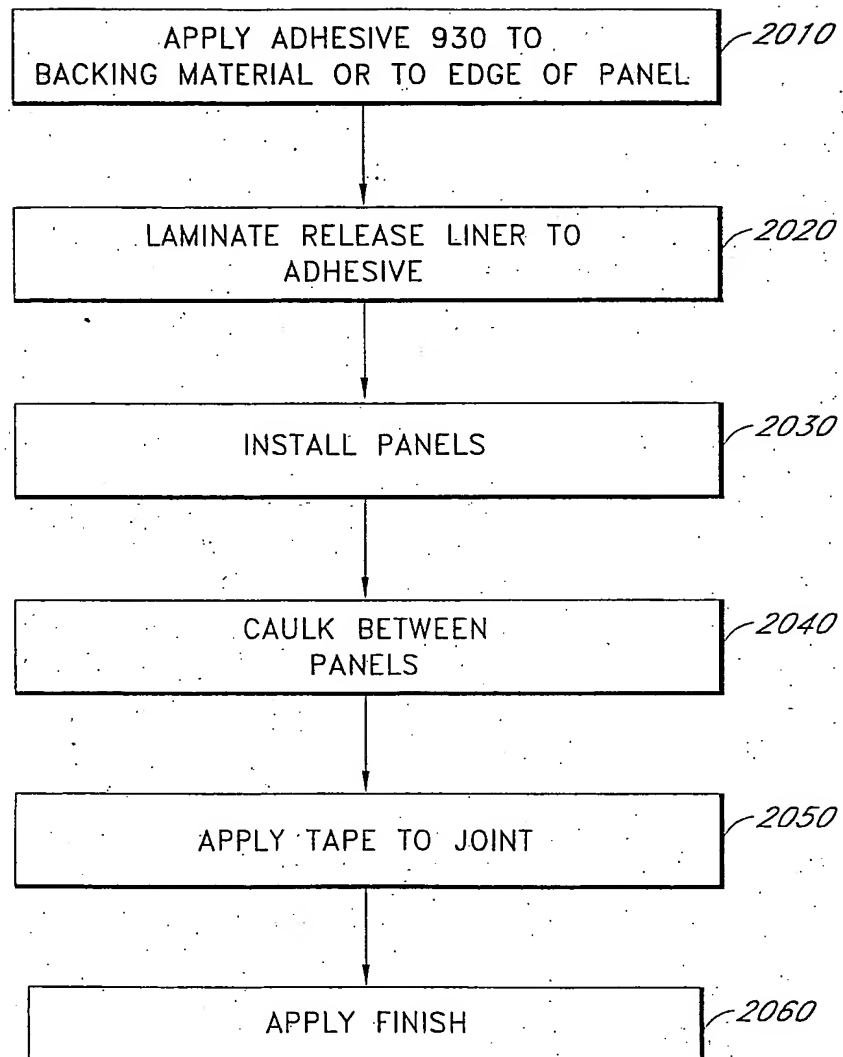 APPLY ADHESIVE 930 TO
BACKING MATERIAL OR TO EDGE OF PANEL
2010
LAMINATE RELEASE LINER TO
ADHESIVE
2020
INSTALL PANELS
2030
CAULK BETWEEN
PANELS
2040
APPLY TAPE TO JOINT
2050
APPLY FINISH
2060